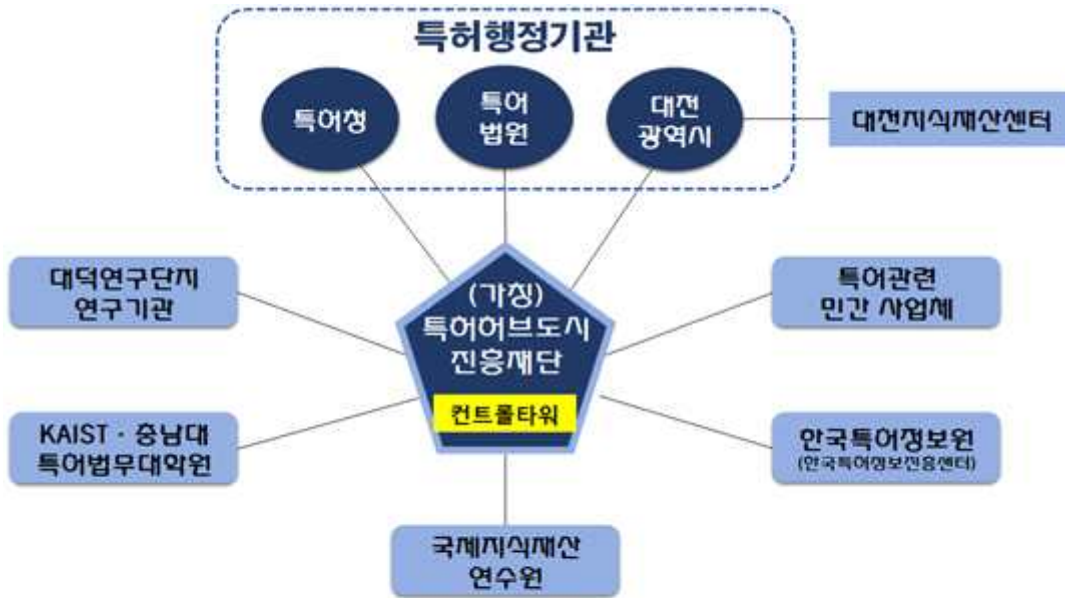 특허행정기관
특허청
특허
법원
대전
광역시
대전지식재산센터
대덕연구단지
연구기관
(가칭)
특허허브도시
진흥재단
컨트롤타워
특허관련
민간 사업체
KAIST · 충남대
특허법무대학원
한국특허정보원
(한국특허정보진흥센터)
국제지식재산
연수원